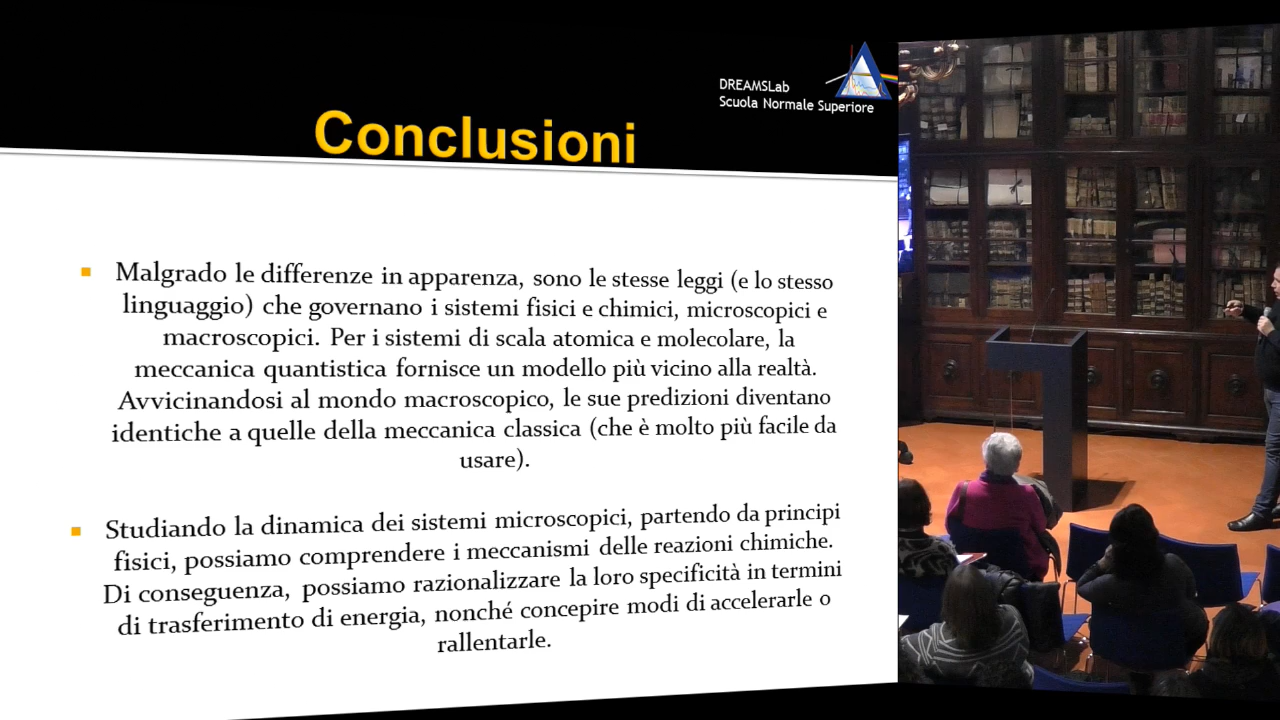 DREAMSLab
Scuola Normale Superiore
Conclusioni
Malgrado le differenze in apparenza, sono le stesse leggi (e lo stesso
linguaggio) che governano i sistemi fisici e chimici, microscopici e
macroscopici. Per i sistemi di scala atomica e molecolare, la
meccanica quantistica fornisce un modello più vicino alla realtà.
Avvicinandosi al mondo macroscopico, le sue predizioni diventano
identiche a quelle della meccanica classica (che è molto più facile da
usare).
Studiando la dinamica dei sistemi microscopici, partendo da principi
fisici, possiamo comprendere i meccanismi delle reazioni chimiche.
Di conseguenza, possiamo razionalizzare la loro specificità in termini
di trasferimento di energia, nonché concepire modi di accelerarle o
rallentarle.